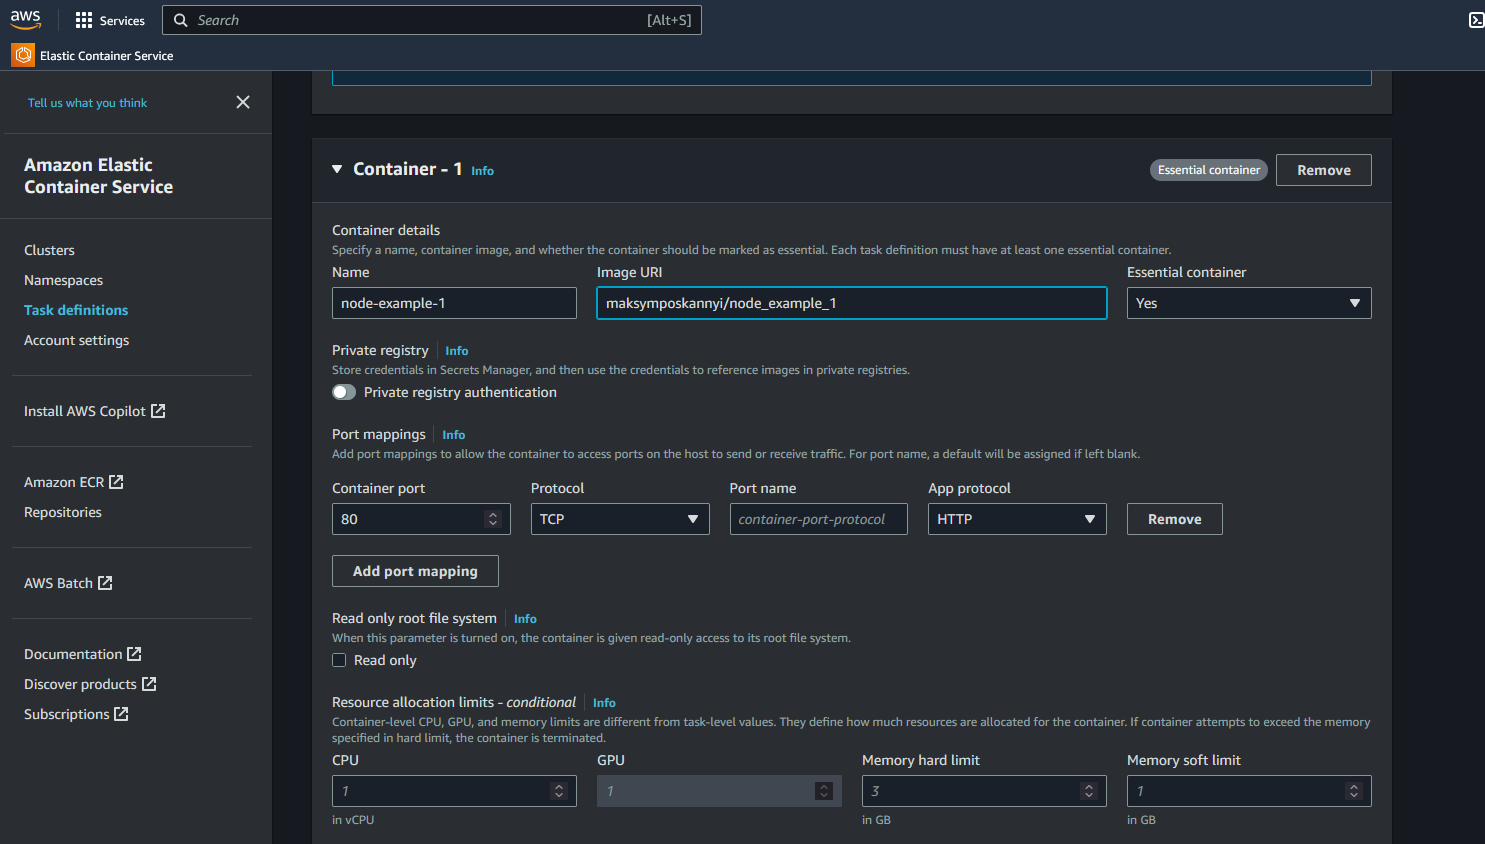 aws
Services
Search
[Alt+S]
Elastic Container Service
Tell us what you think
Amazon Elastic
Container Service
Clusters
Namespaces
Task definitions
Account settings
Install AWS Copilot
Amazon ECR
Repositories
AWS Batch
Documentation
Discover products
Subscriptions
Container - 1 Info
Essential container
Remove
Container details
Specify a name, container image, and whether the container should be marked as essential. Each task definition must have at least one essential container.
Name
Image URI
Essential container
node-example-1
maksymposkannyi/node_example_1
Yes
Private registry Info
Store credentials in Secrets Manager, and then use the credentials to reference images in private registries.
Private registry authentication
Port mappings Info
Add port mappings to allow the container to access ports on the host to send or receive traffic. For port name, a default will be assigned if left blank.
Container port
Protocol
Port name
App protocol
80
TCP
container-port-protocol
HTTP
Remove
Add port mapping
Read only root file system Info
When this parameter is turned on, the container is given read-only access to its root file system.
Read only
Resource allocation limits - conditional Info
Container-level CPU, GPU, and memory limits are different from task-level values. They define how much resources are allocated for the container. If container attempts to exceed the memory
specified in hard limit, the container is terminated.
CPU
GPU
Memory hard limit
Memory soft limit
1
1
3
1
in vCPU
in GB
in GB